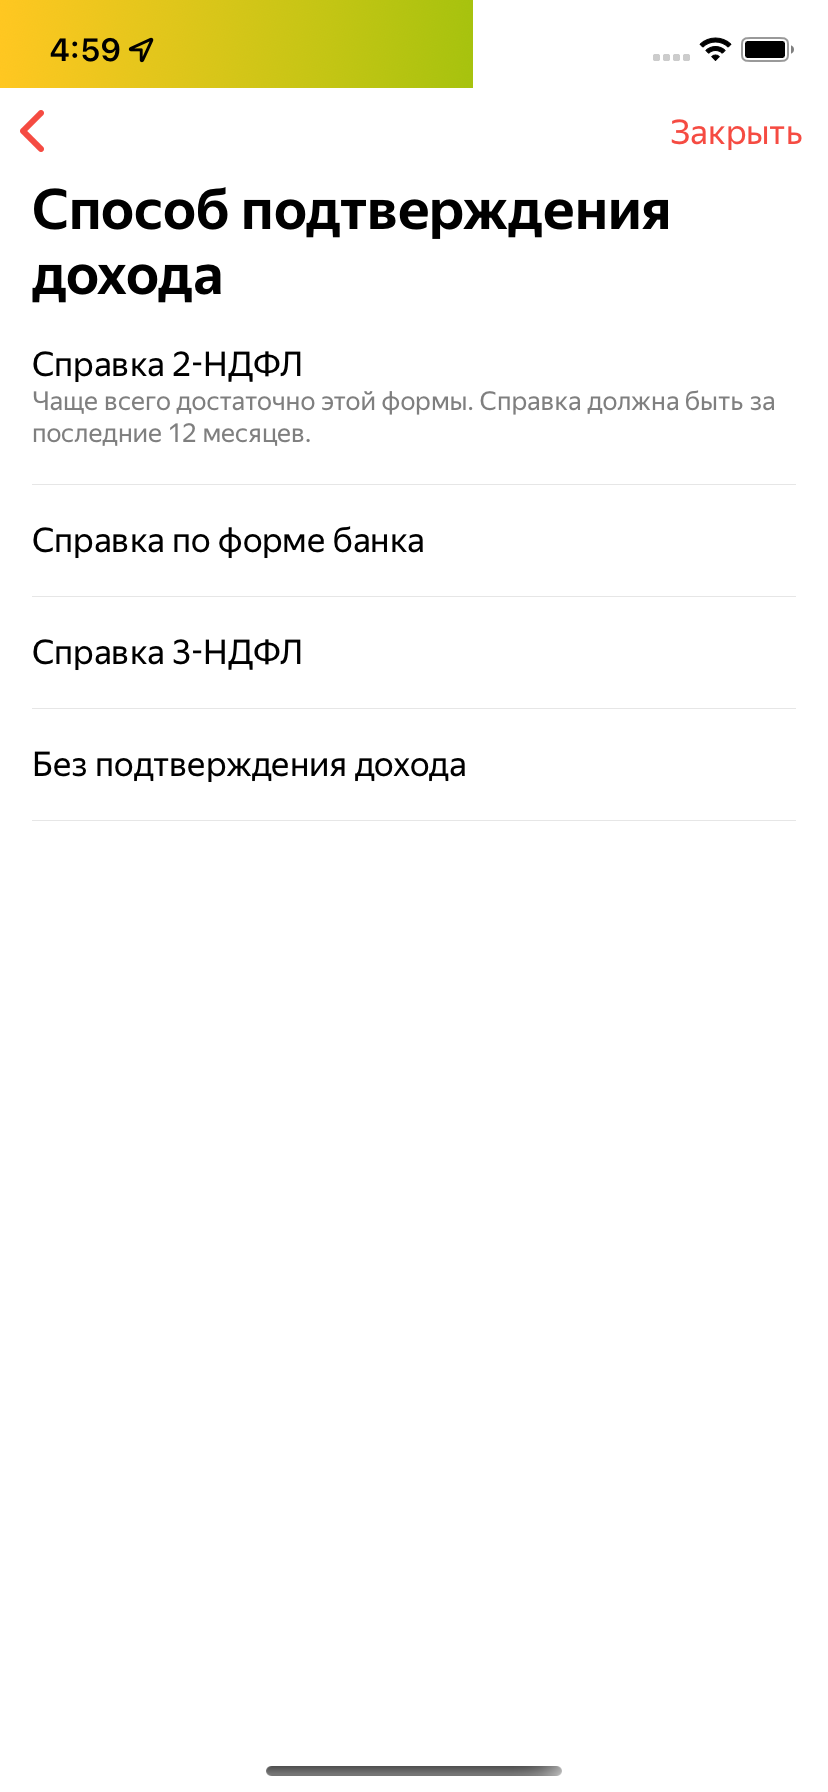 4:59
Закрыть
Способ подтверждения
дохода
Справка 2-НДФЛ
Чаще всего достаточно этой формы. Справка должна быть за
последние 12 месяцев.
Справка по форме банка
Справка 3-НДФЛ
Без подтверждения дохода